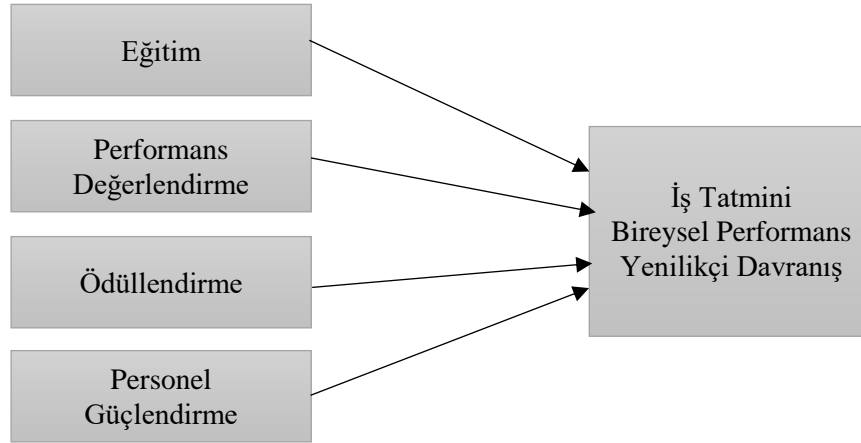 Eğitim
Performans
Değerlendirme
Ödüllendirme
Personel
Güçlendirme
İş Tatmini
Bireysel Performans
Yenilikçi Davranış